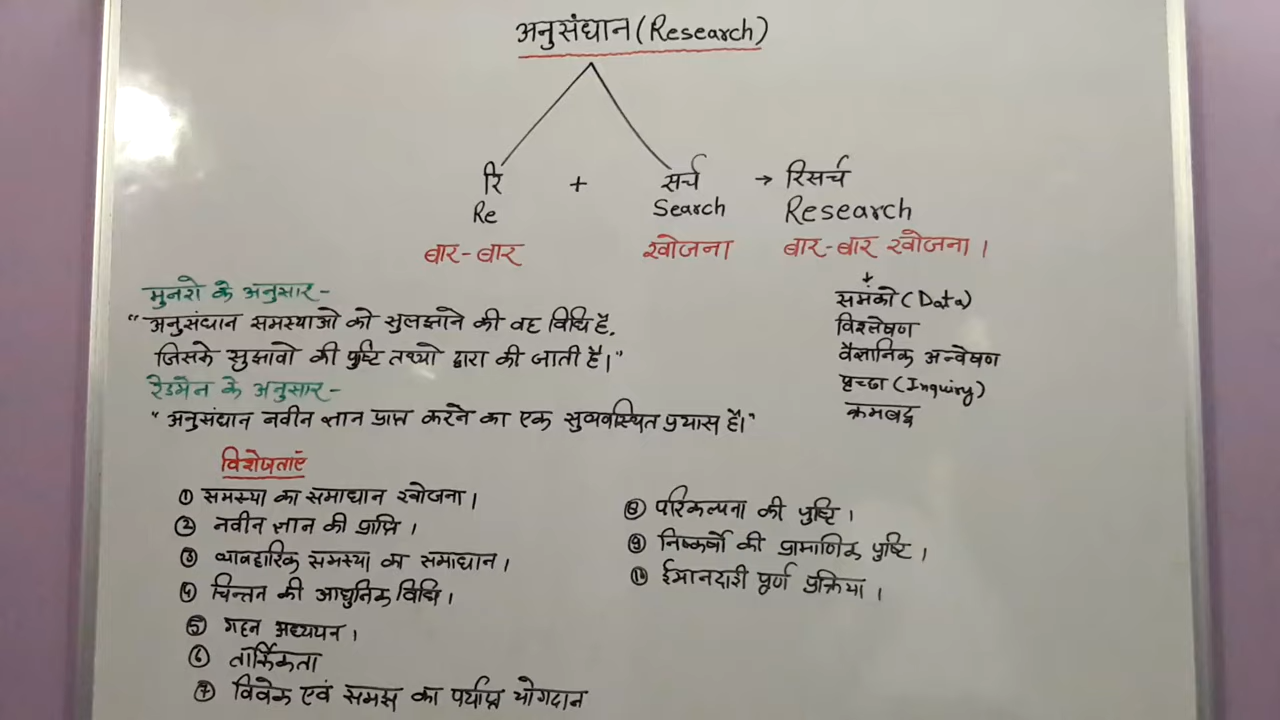 अनुसंधान (Research)
रि + सर्च → रिसर्च
Re Search Research
बार-बार खोजना बार-बार खोजना।
मुनरो के अनुसार-
"अनुसंधान समस्याओ को सुलझाने की वह विधि है,
जिसके सुझावो की पुष्टि तथ्यो द्वारा की जाती है।"
रेडमेन के अनुसार-
"अनुसंधान नवीन ज्ञान प्राप्त करने का एक सुव्यवस्थित प्रयास है।"
समंको (Data)
विश्लेषण
वैज्ञानिक अन्वेषण
पृच्छा (Inquiry)
क्रमबद्ध
विशेषताएं
① समस्या का समाधान खोजना।
② नवीन ज्ञान की प्राप्ति।
③ व्यावहारिक समस्या का समाधान।
④ चिन्तन की आधुनिक विधि।
⑤ गहन अध्ययन।
⑥ तार्किकता
⑦ विवेक एवं समझ का पर्याप्त योगदान
⑧ परिकल्पना की पुष्टि।
⑨ निष्कर्षो की प्रामाणिक पुष्टि।
⑩ ईमानदारी पूर्ण प्रक्रिया।